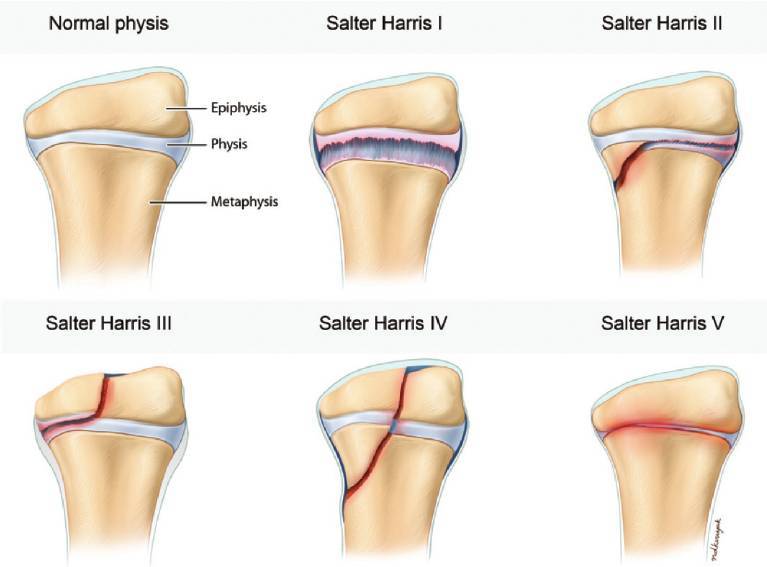 Normal physis
Salter Harris I
Salter Harris II
Epiphysis
Physis
Metaphysis
Salter Harris III
Salter Harris IV
Salter Harris V